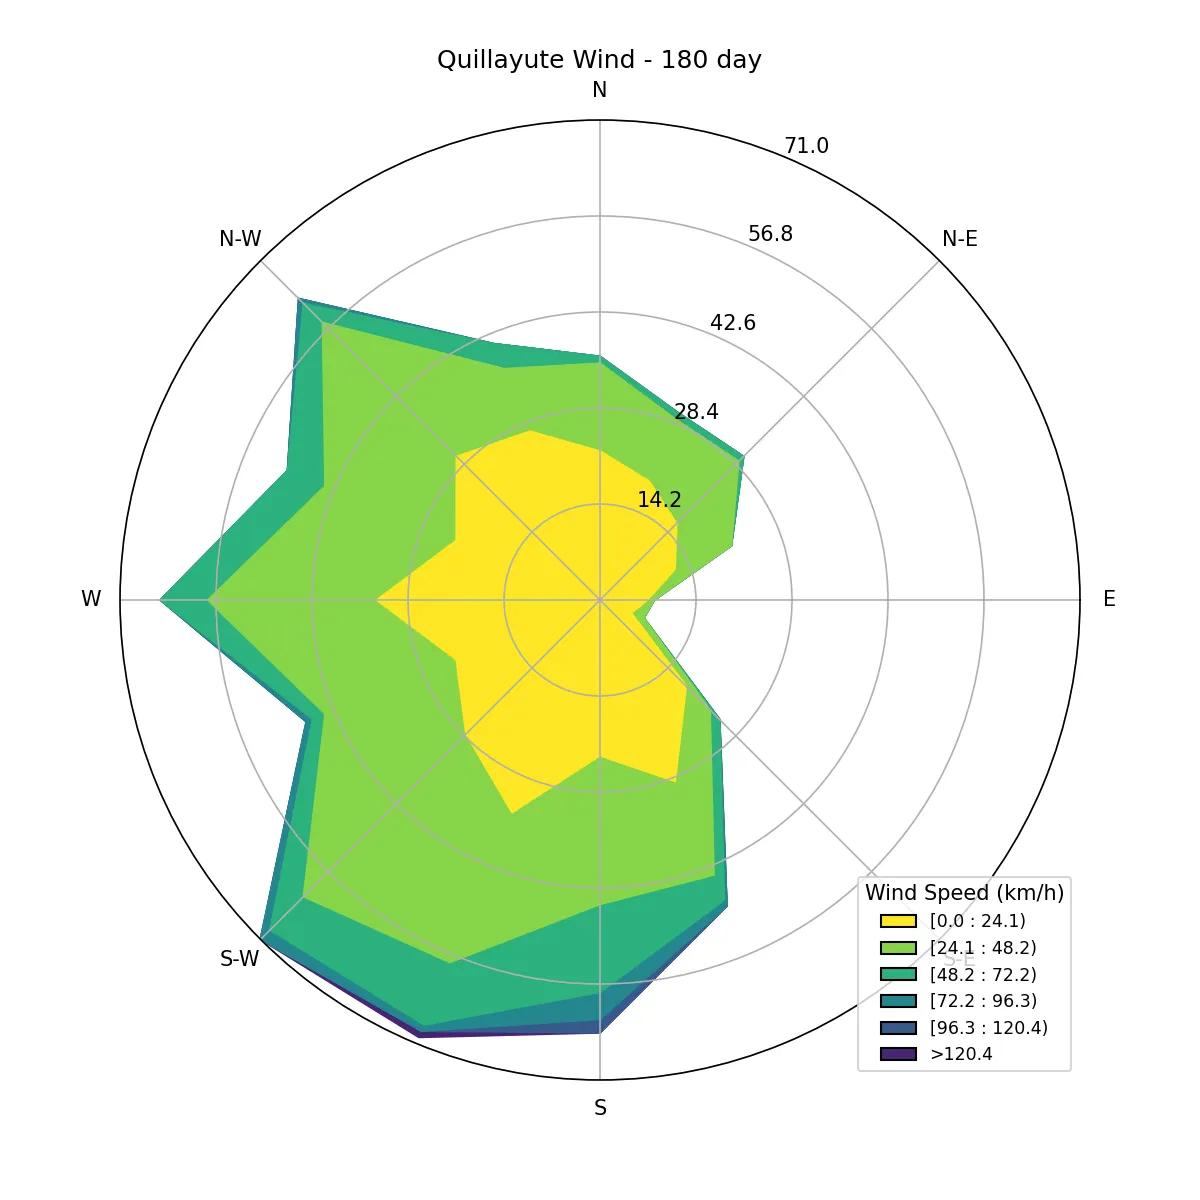 Quillayute Wind - 180 day
N
71.0
56.8
N-W
N-E
42.6
28.4
14.2
W
E
S-W
S-E
S
Wind Speed (km/h)
[0.0 : 24.1)
[24.1 : 48.2)
[48.2 : 72.2)
[72.2 : 96.3)
[96.3 : 120.4)
>120.4